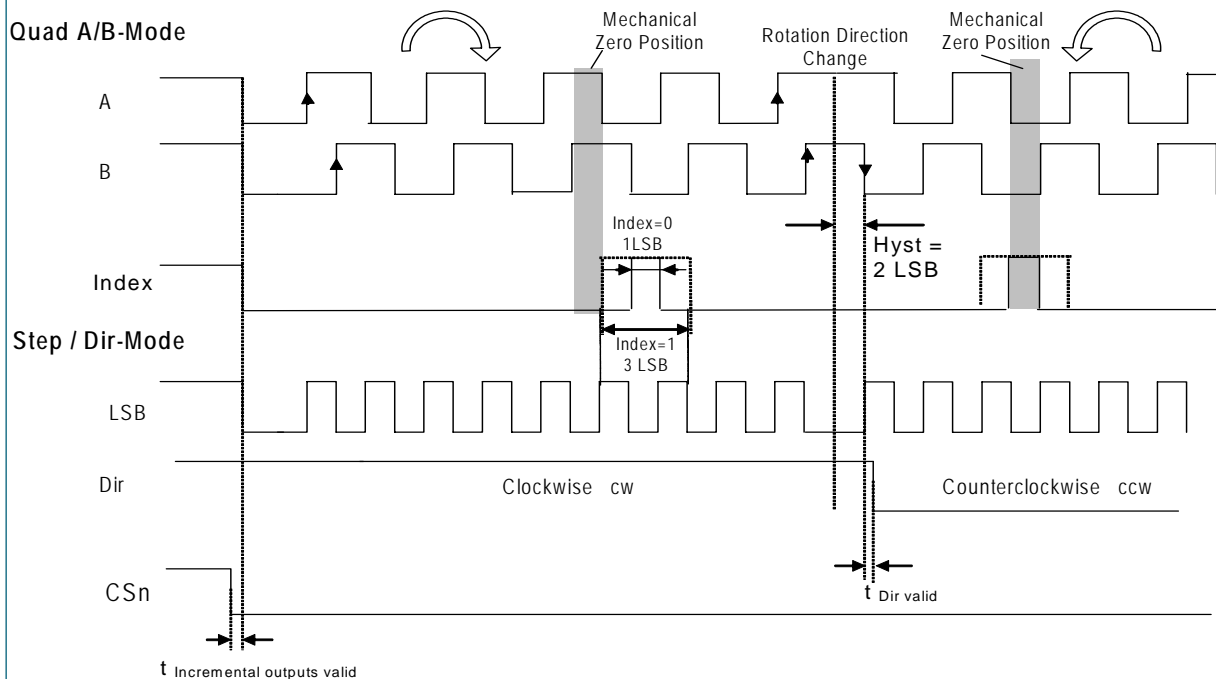 Quad A/B-Mode
Mechanical
Zero Position
Rotation Direction
Change
Mechanical
Zero Position
A
B
Index=0
1LSB
Hyst =
2 LSB
Index
Step / Dir-Mode
Index=1
3 LSB
LSB
Dir
Clockwise cw
Counterclockwise ccw
CSn
t Dir valid
t Incremental outputs valid